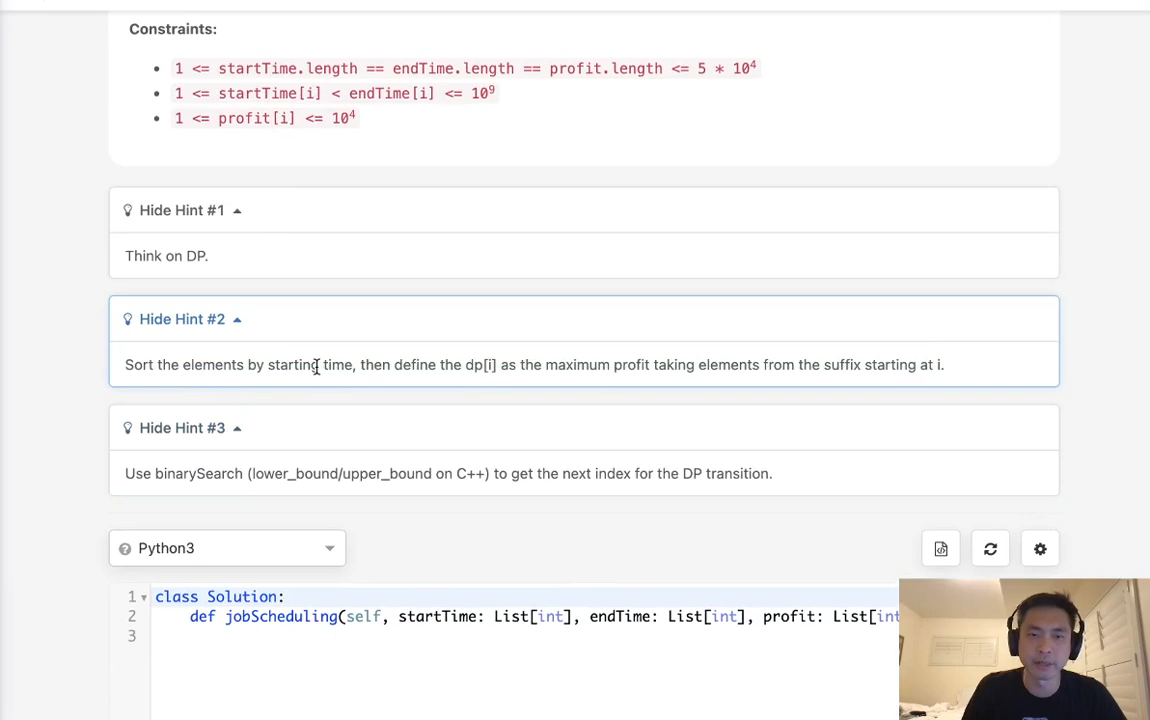 Constraints:
1 <= startTime.length == endTime.length == profit.length <= 5 * 10⁴
1 <= startTime[i] < endTime[i] <= 10⁹
1 <= profit[i] <= 10⁴
Hide Hint #1
Think on DP.
Hide Hint #2
Sort the elements by starting time, then define the dp[i] as the maximum profit taking elements from the suffix starting at i.
Hide Hint #3
Use binarySearch (lower_bound/upper_bound on C++) to get the next index for the DP transition.
Python3
1 class Solution:
2 def jobScheduling(self, startTime: List[int], endTime: List[int], profit: List[int
3